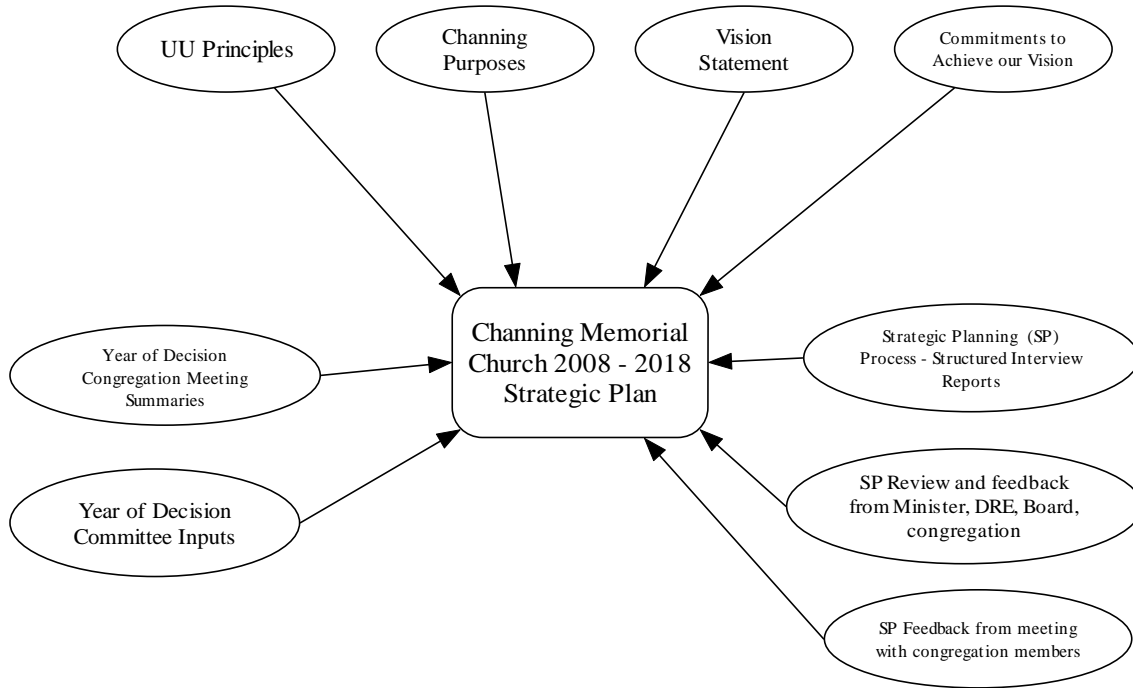 UU Principles
Channing
Purposes
Vision
Statement
Commitments to
Achieve our Vision
Channing Memorial
Church 2008 - 2018
Strategic Plan
Year of Decision
Congregation Meeting
Summaries
Strategic Planning (SP)
Process - Structured Interview
Reports
Year of Decision
Committee Inputs
SP Review and feedback
from Minister, DRE, Board,
congregation
SP Feedback from meeting
with congregation members